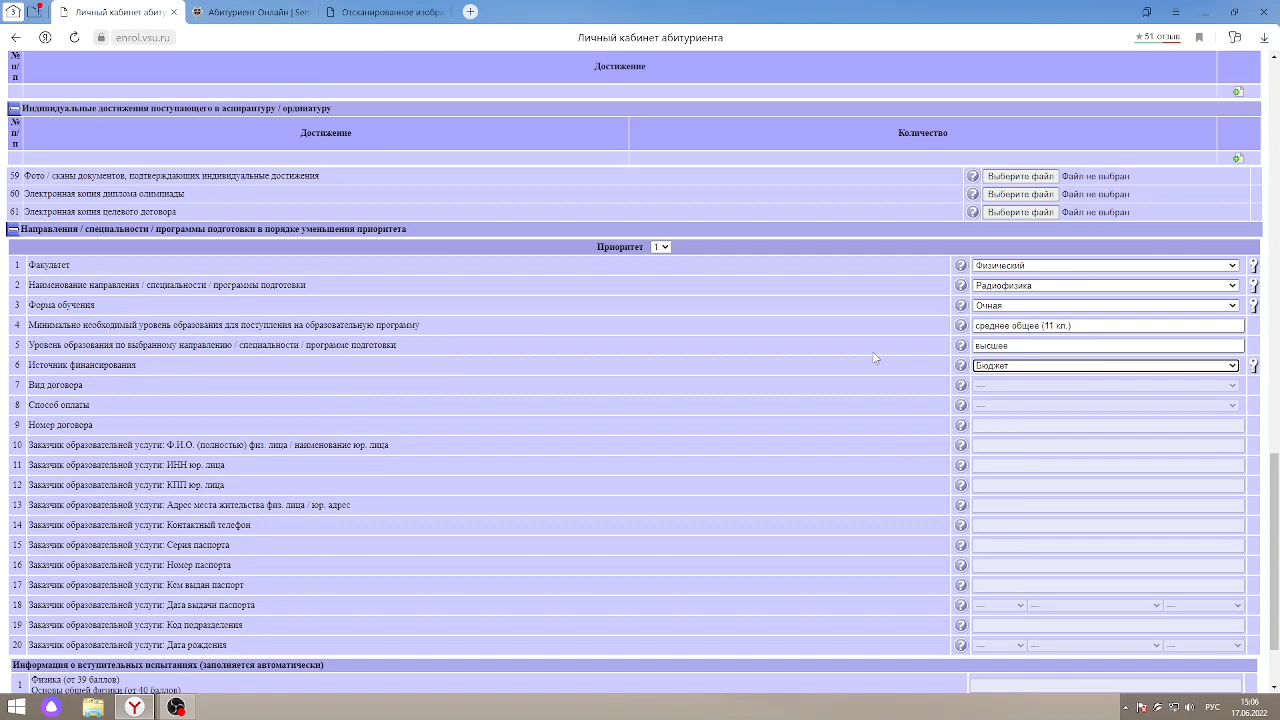 3
Личный кабинет абитуриен
Абитуриент Онлайн | Sem
Отсканированное изобра
enrol.vsu.ru
Личный кабинет абитуриента
51 отзыв
№ п/п
Достижение
Индивидуальные достижения поступающего в аспирантуру / ординатуру
№ п/п
Достижение
Количество
59 Фото / сканы документов, подтверждающих индивидуальные достижения ? Выберите файл Файл не выбран
60 Электронная копия диплома олимпиады ? Выберите файл Файл не выбран
61 Электронная копия целевого договора ? Выберите файл Файл не выбран
Направления / специальности / программы подготовки в порядке уменьшения приоритета
Приоритет 1
1 Факультет ? Физический
2 Наименование направления / специальности / программы подготовки ? Радиофизика
3 Форма обучения ? Очная
4 Минимально необходимый уровень образования для поступления на образовательную программу ? среднее общее (11 кл.)
5 Уровень образования по выбранному направлению / специальности / программе подготовки ? высшее
6 Источник финансирования ? Бюджет
7 Вид договора ? ---
8 Способ оплаты ? ---
9 Номер договора ?
10 Заказчик образовательной услуги: Ф.И.О. (полностью) физ. лица / наименование юр. лица ?
11 Заказчик образовательной услуги: ИНН юр. лица ?
12 Заказчик образовательной услуги: КПП юр. лица ?
13 Заказчик образовательной услуги: Адрес места жительства физ. лица / юр. адрес ?
14 Заказчик образовательной услуги: Контактный телефон ?
15 Заказчик образовательной услуги: Серия паспорта ?
16 Заказчик образовательной услуги: Номер паспорта ?
17 Заказчик образовательной услуги: Кем выдан паспорт ?
18 Заказчик образовательной услуги: Дата выдачи паспорта ? --- --- ---
19 Заказчик образовательной услуги: Код подразделения ?
20 Заказчик образовательной услуги: Дата рождения ? --- --- ---
Информация о вступительных испытаниях (заполняется автоматически)
1 Физика (от 39 баллов)
Основы общей физики (от 40 баллов)
РУС
15:06
17.06.2022